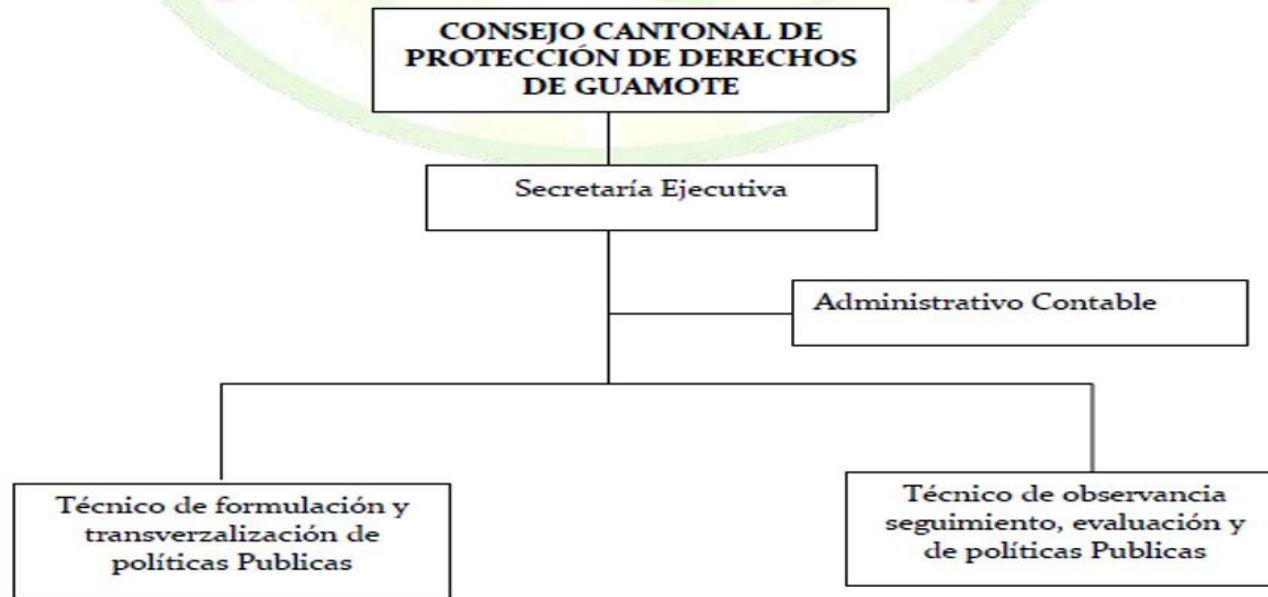 CONSEJO CANTONAL DE
PROTECCIÓN DE DERECHOS
DE GUAMOTE
Secretaría Ejecutiva
Administrativo Contable
Técnico de formulación y
transverzalización de
políticas Publicas
Técnico de observancia
seguimiento, evaluación y
de políticas Publicas